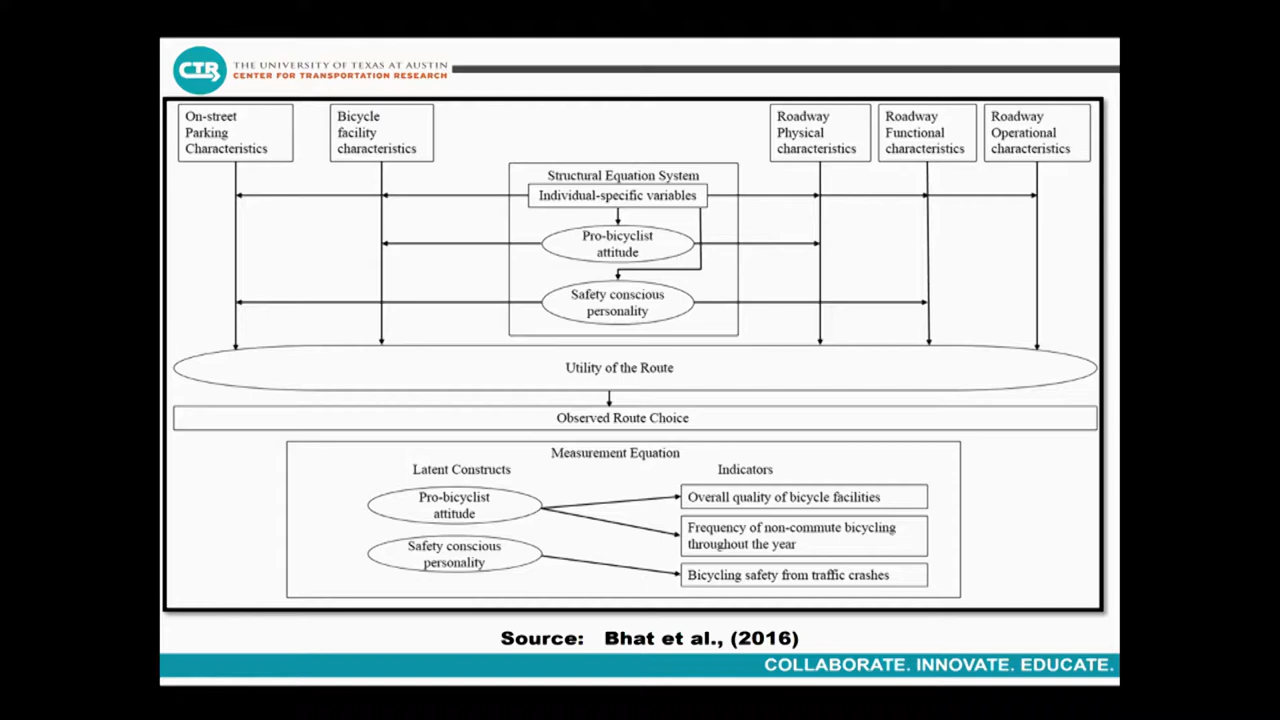 CTR
THE UNIVERSITY OF TEXAS AT AUSTIN
CENTER FOR TRANSPORTATION RESEARCH
On-street
Parking
Characteristics
Bicycle
facility
characteristics
Roadway
Physical
characteristics
Roadway
Functional
characteristics
Roadway
Operational
characteristics
Structural Equation System
Individual-specific variables
Pro-bicyclist
attitude
Safety conscious
personality
Utility of the Route
Observed Route Choice
Measurement Equation
Latent Constructs
Indicators
Pro-bicyclist
attitude
Safety conscious
personality
Overall quality of bicycle facilities
Frequency of non-commute bicycling
throughout the year
Bicycling safety from traffic crashes
Source: Bhat et al., (2016)
COLLABORATE. INNOVATE. EDUCATE.